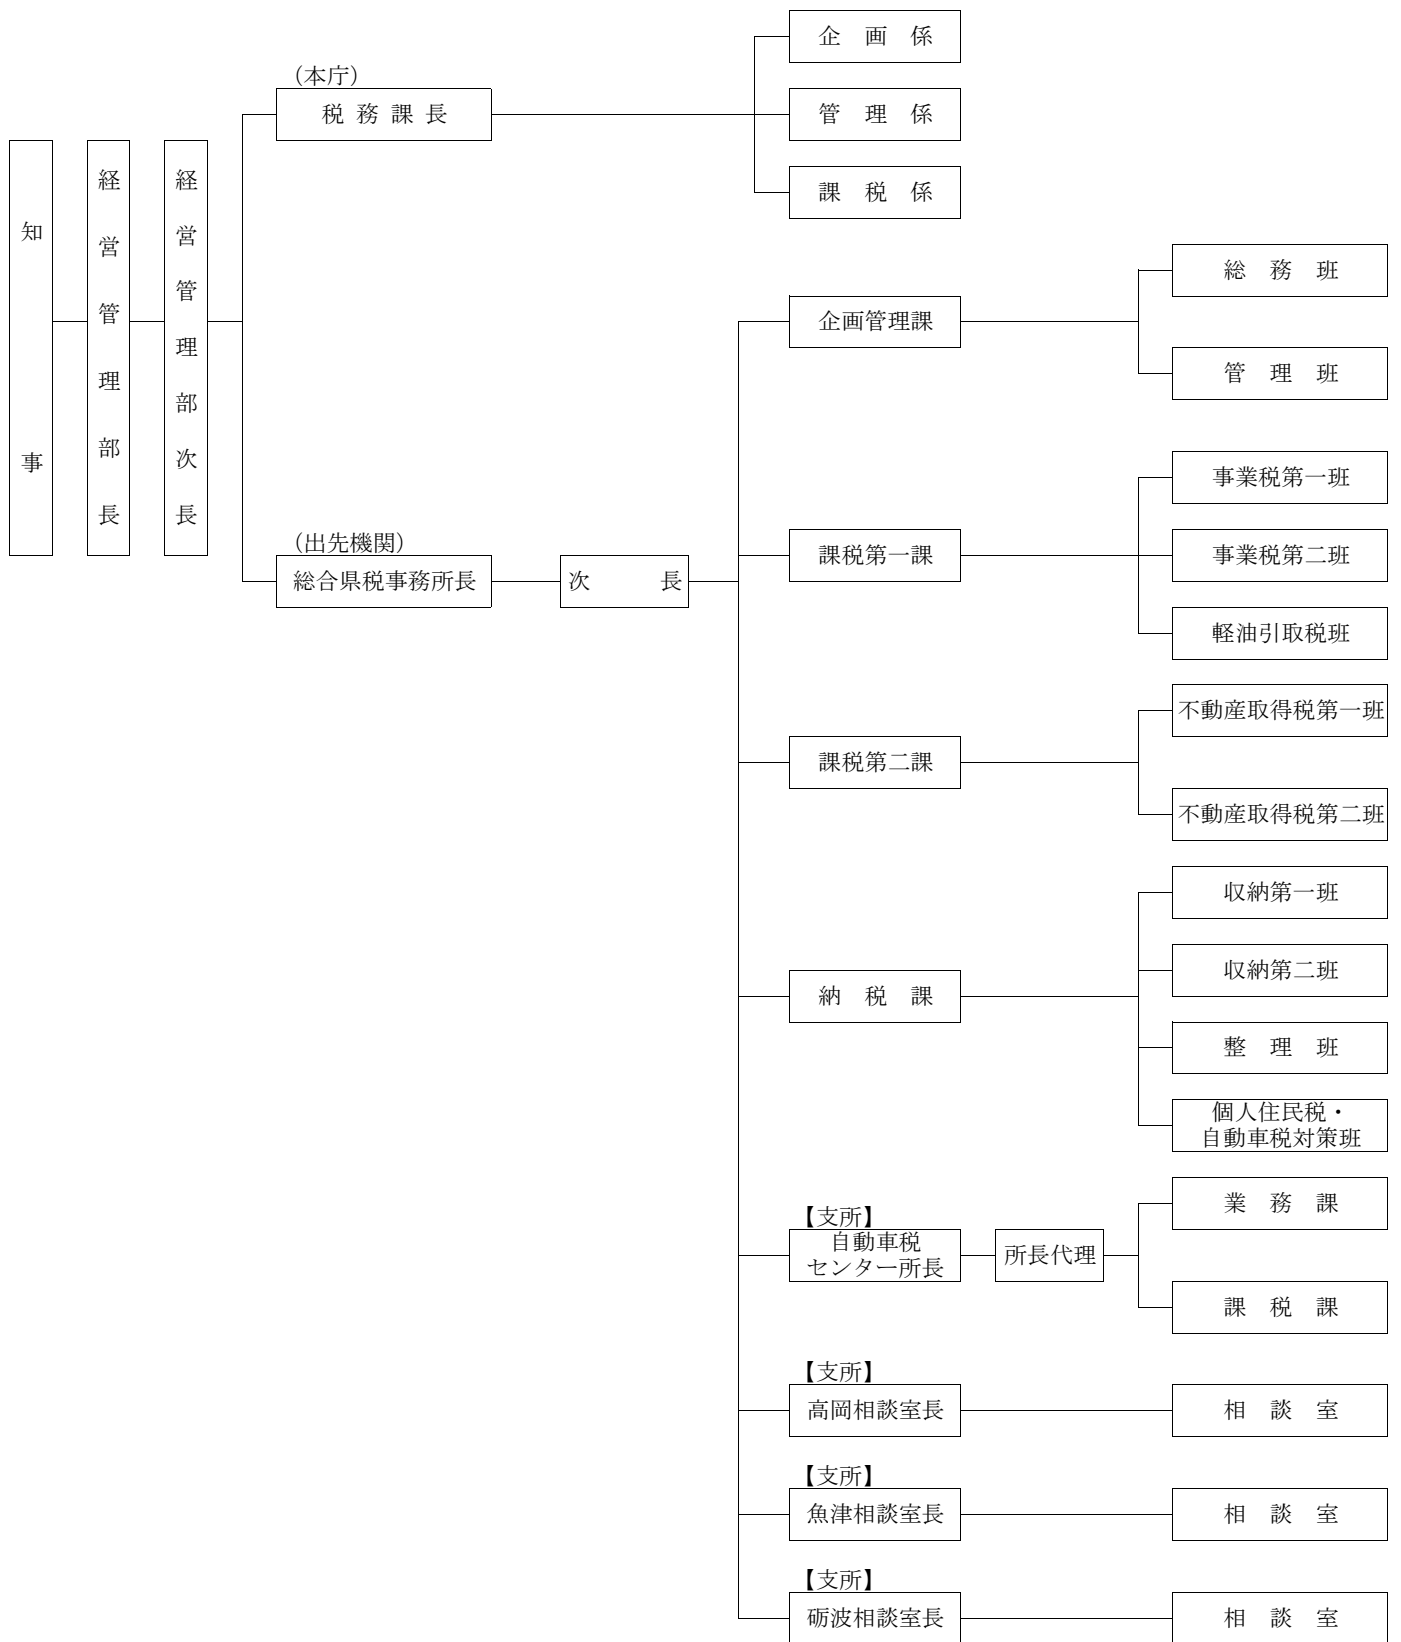 知事
経営管理部長
経営管理部次長
（本庁）
税務課長
企画係
管理係
課税係
（出先機関）
総合県税事務所長
次長
企画管理課
総務班
管理班
課税第一課
事業税第一班
事業税第二班
軽油引取税班
課税第二課
不動産取得税第一班
不動産取得税第二班
納税課
収納第一班
収納第二班
整理班
個人住民税・
自動車税対策班
【支所】
自動車税
センター所長
所長代理
業務課
課税課
【支所】
高岡相談室長
相談室
【支所】
魚津相談室長
相談室
【支所】
砺波相談室長
相談室